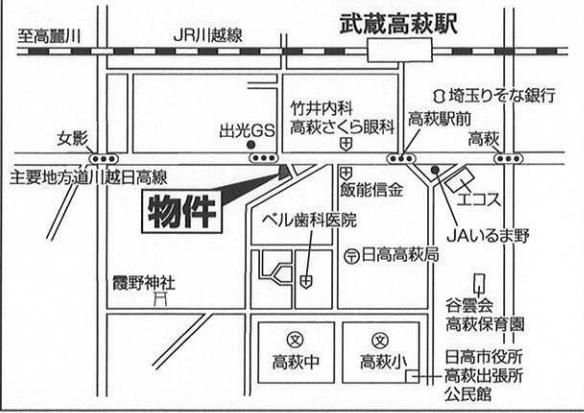 武蔵高萩駅
至高麗川
JR川越線
埼玉りそな銀行
竹井内科
高萩さくら眼科
高萩駅前
出光GS
女影
高萩
主要地方道川越日高線
飯能信金
エコス
物件
ベル歯科医院
JAいるま野
〒日高高萩局
霞野神社
谷雲会
高萩保育園
文
文
高萩中
高萩小
日高市役所
高萩出張所
公民館